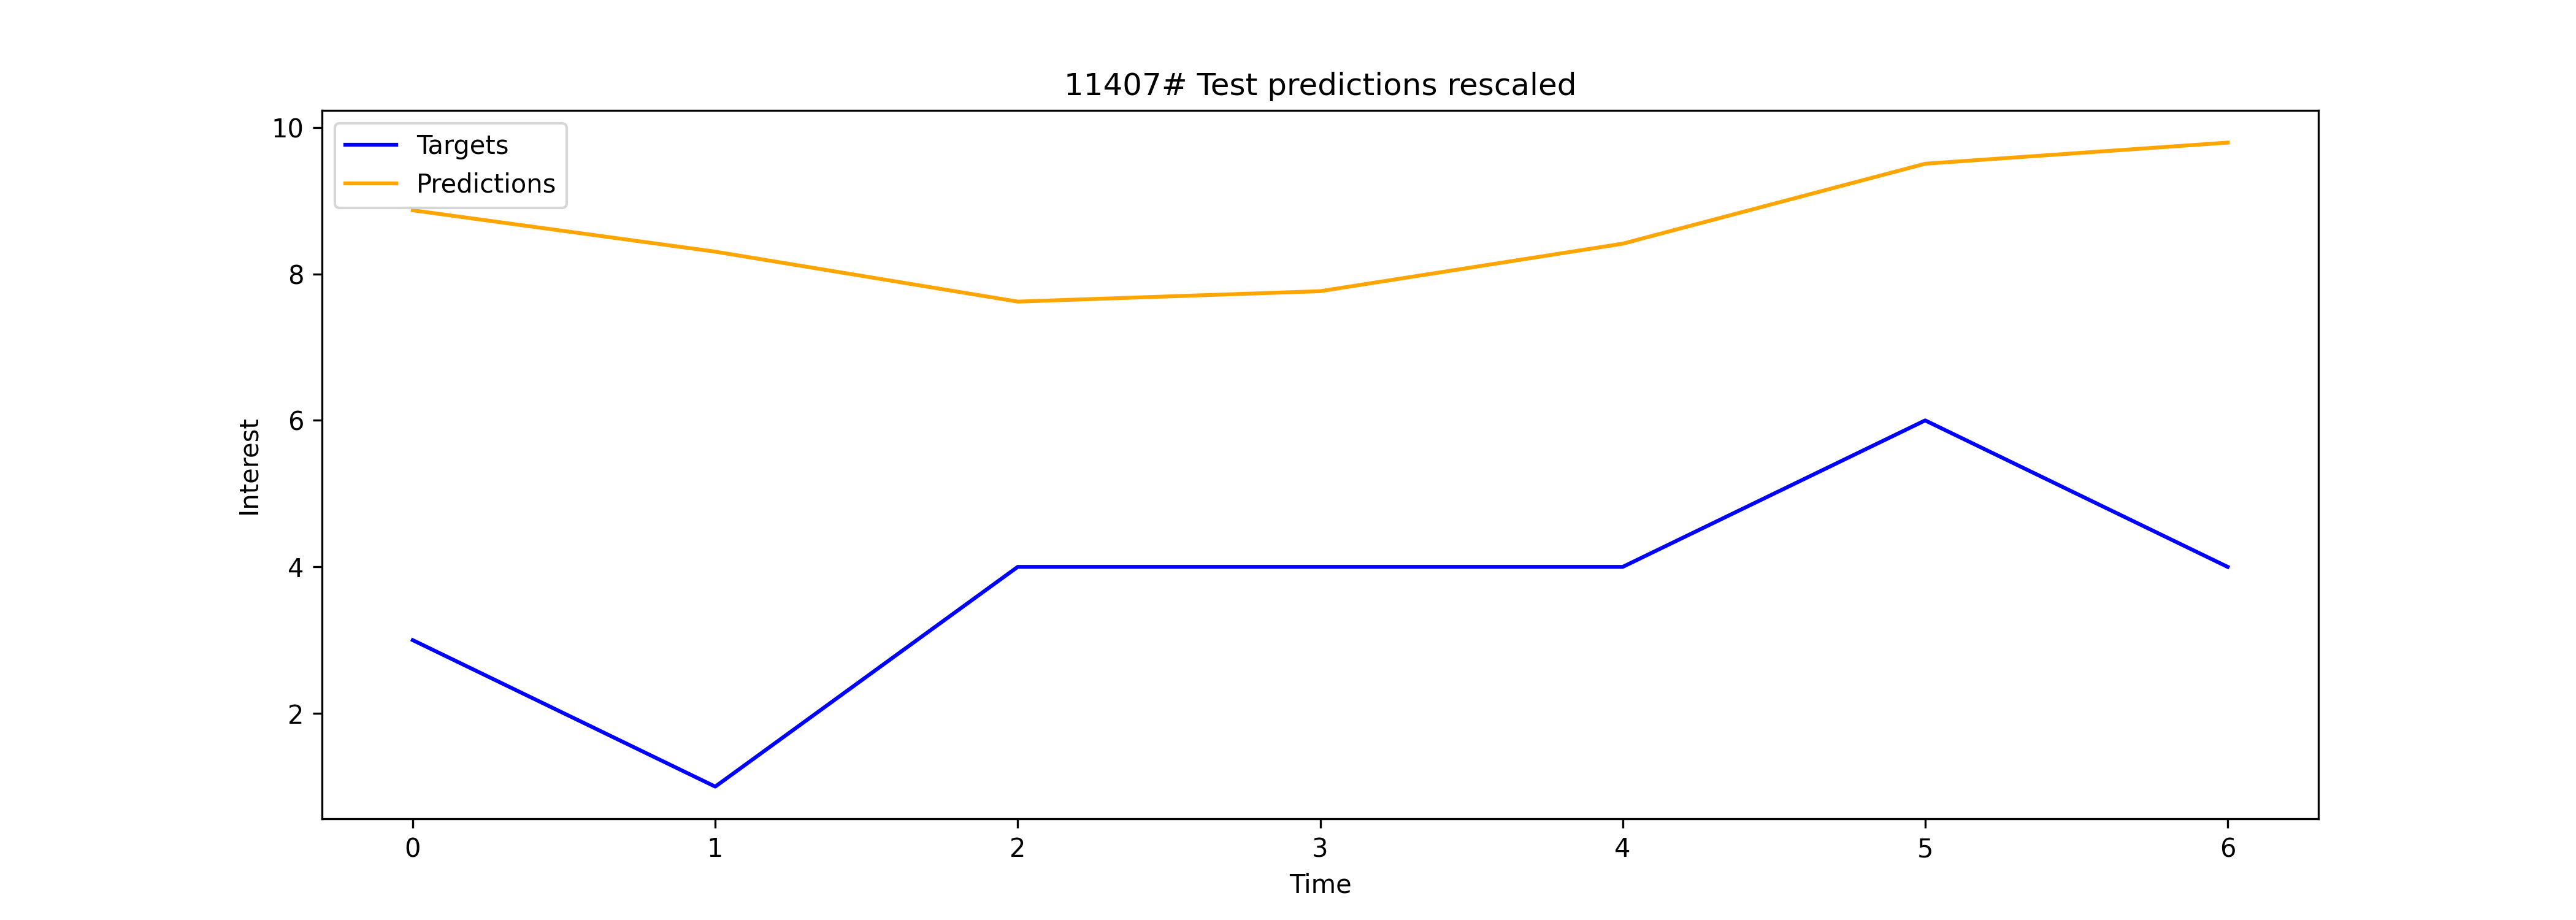 11407# Test predictions rescaled
Targets
Predictions
Interest
10
8
6
4
2
0 1 2 3 4 5 6
Time